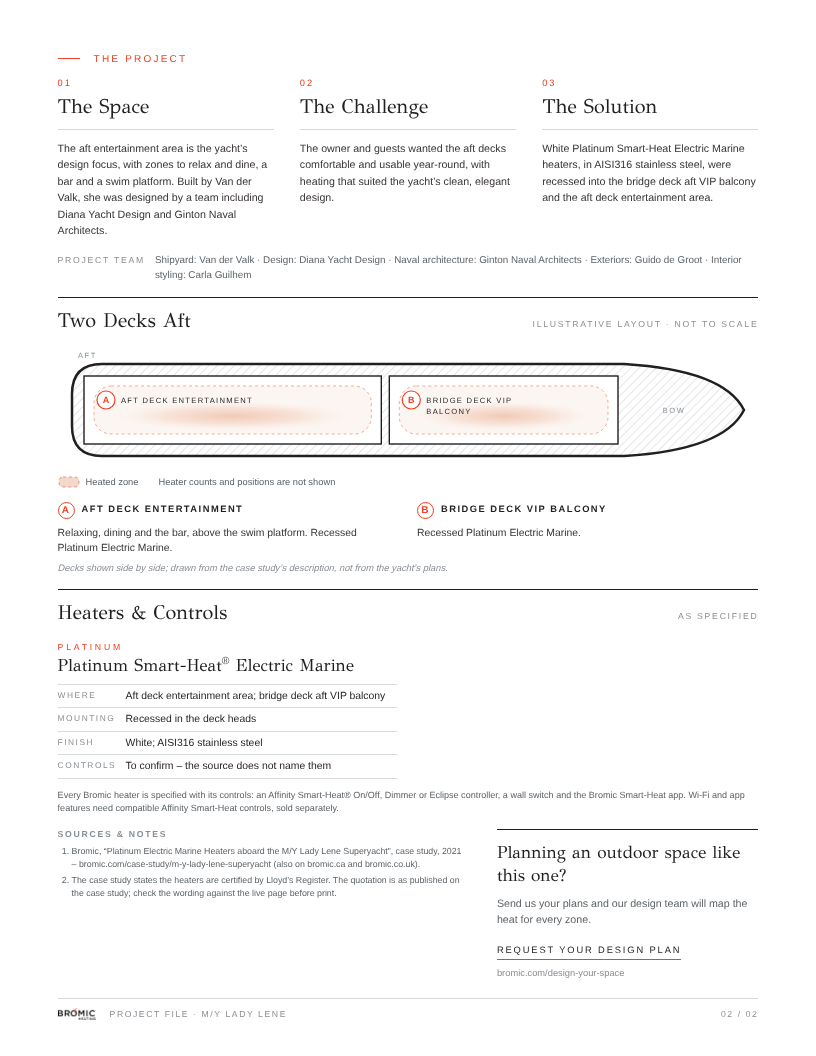 THE PROJECT
01
The Space
The aft entertainment area is the yacht's
design focus, with zones to relax and dine, a
bar and a swim platform. Built by Van der
Valk, she was designed by a team including
Diana Yacht Design and Ginton Naval
Architects.
02
The Challenge
The owner and guests wanted the aft decks
comfortable and usable year-round, with
heating that suited the yacht's clean, elegant
design.
03
The Solution
White Platinum Smart-Heat Electric Marine
heaters, in AISI316 stainless steel, were
recessed into the bridge deck aft VIP balcony
and the aft deck entertainment area.
PROJECT TEAM Shipyard: Van der Valk · Design: Diana Yacht Design · Naval architecture: Ginton Naval Architects · Exteriors: Guido de Groot · Interior
styling: Carla Guilhem
Two Decks Aft
ILLUSTRATIVE LAYOUT · NOT TO SCALE
AFT
A AFT DECK ENTERTAINMENT
B BRIDGE DECK VIP
BALCONY
BOW
Heated zone Heater counts and positions are not shown
A AFT DECK ENTERTAINMENT
Relaxing, dining and the bar, above the swim platform. Recessed
Platinum Electric Marine.
B BRIDGE DECK VIP BALCONY
Recessed Platinum Electric Marine.
Decks shown side by side; drawn from the case study's description, not from the yacht's plans.
Heaters & Controls
AS SPECIFIED
PLATINUM
Platinum Smart-Heat® Electric Marine
WHERE Aft deck entertainment area; bridge deck aft VIP balcony
MOUNTING Recessed in the deck heads
FINISH White; AISI316 stainless steel
CONTROLS To confirm – the source does not name them
Every Bromic heater is specified with its controls: an Affinity Smart-Heat® On/Off, Dimmer or Eclipse controller, a wall switch and the Bromic Smart-Heat app. Wi-Fi and app
features need compatible Affinity Smart-Heat controls, sold separately.
SOURCES & NOTES
1. Bromic, "Platinum Electric Marine Heaters aboard the M/Y Lady Lene Superyacht", case study, 2021
– bromic.com/case-study/m-y-lady-lene-superyacht (also on bromic.ca and bromic.co.uk).
2. The case study states the heaters are certified by Lloyd's Register. The quotation is as published on
the case study; check the wording against the live page before print.
Planning an outdoor space like
this one?
Send us your plans and our design team will map the
heat for every zone.
REQUEST YOUR DESIGN PLAN
bromic.com/design-your-space
BROMIC
HEATING
PROJECT FILE · M/Y LADY LENE
02 / 02